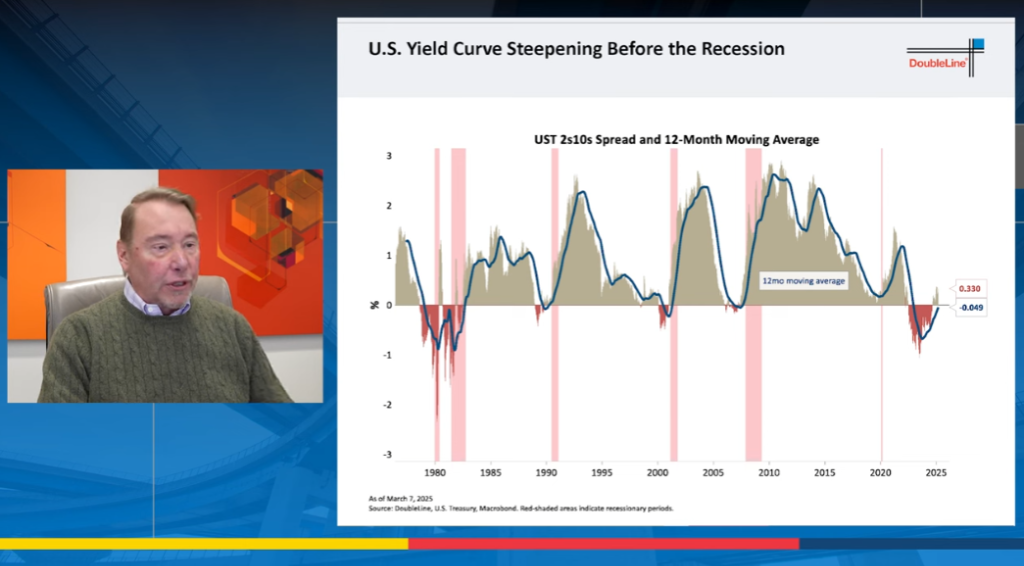 U.S. Yield Curve Steepening Before the Recession
DoubleLine®
UST 2s10s Spread and 12-Month Moving Average
3
2
1
0
-1
-2
-3
%
12mo moving average
0.330
-0.049
1980 1985 1990 1995 2000 2005 2010 2015 2020 2025
As of March 7, 2025
Source: DoubleLine, U.S. Treasury, Macrobond. Red-shaded areas indicate recessionary periods.